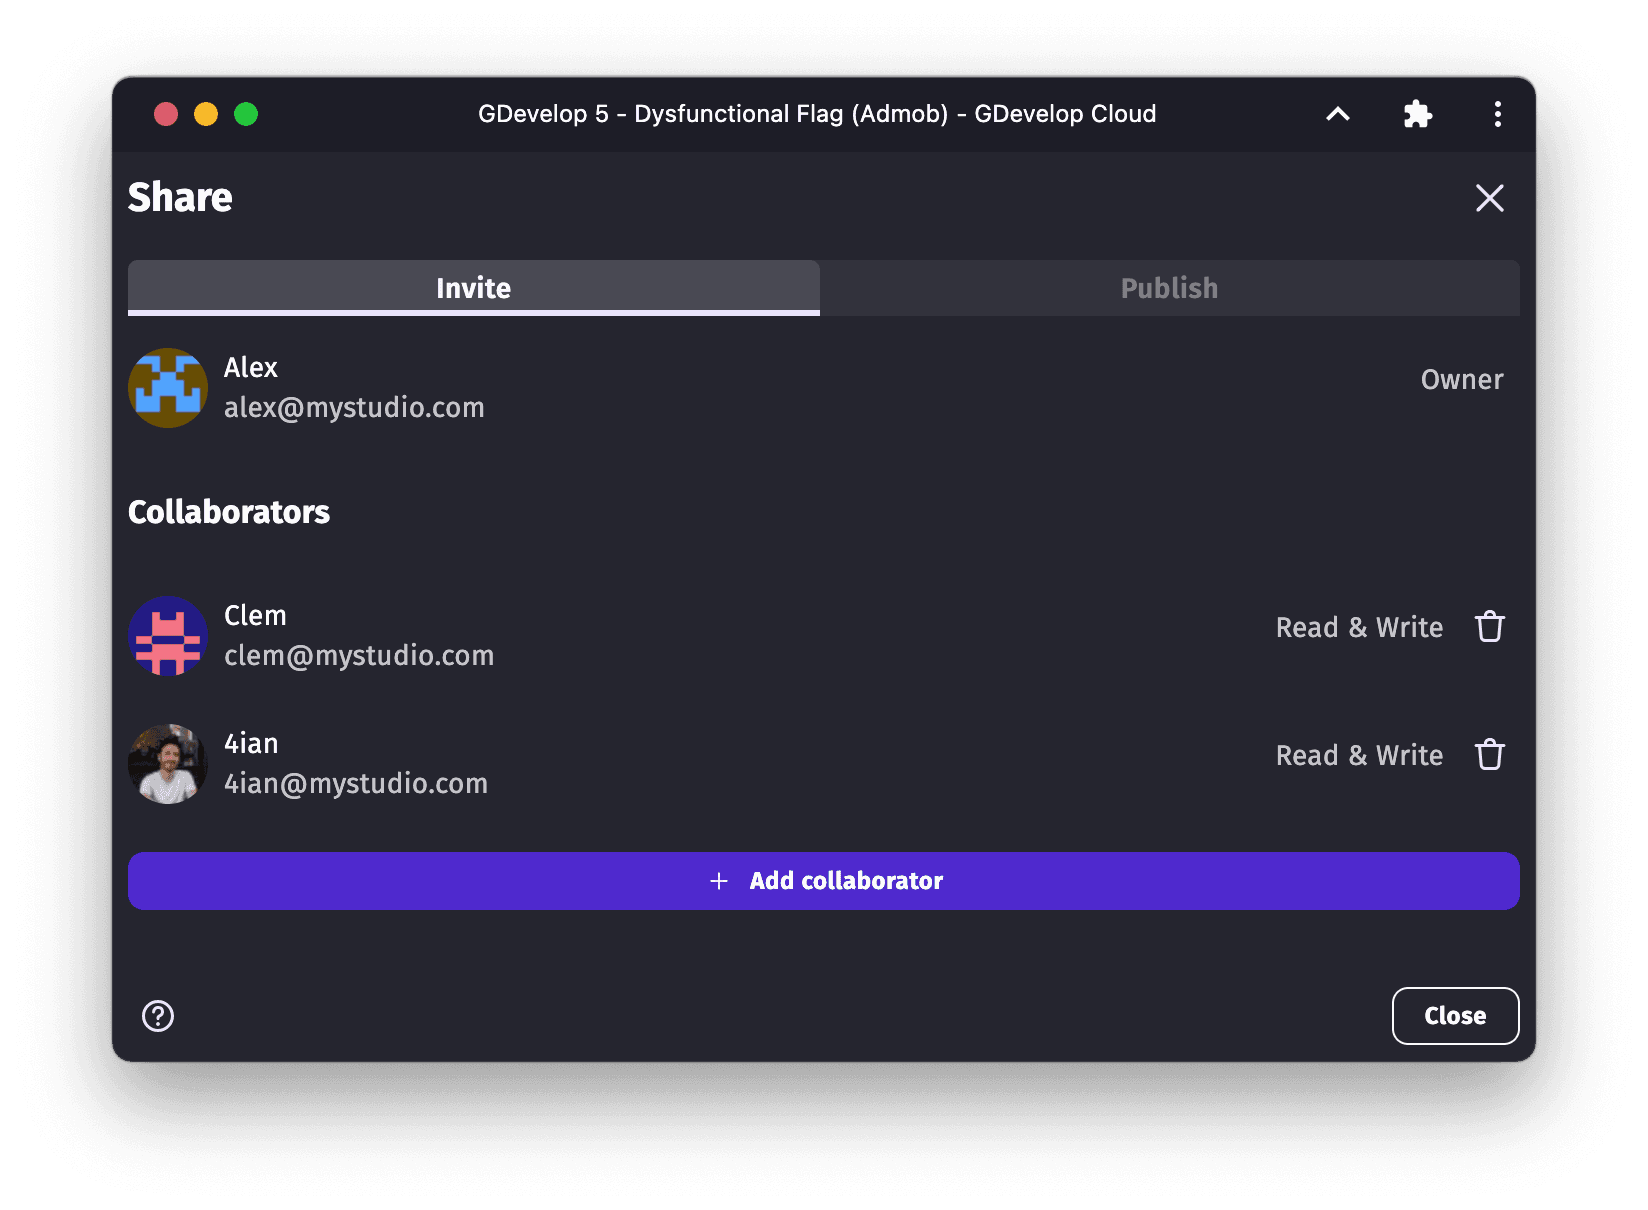 GDevelop 5 - Dysfunctional Flag (Admob) - GDevelop Cloud
Share
Invite
Publish
Alex
alex@mystudio.com
Owner
Collaborators
Clem
clem@mystudio.com
Read & Write
4ian
4ian@mystudio.com
Read & Write
+ Add collaborator
?
Close